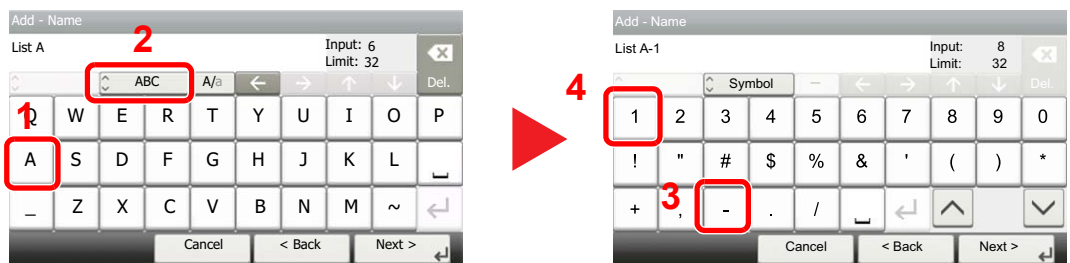 Add - Name
List A
Input: 6
Limit: 32
2
ABC
A/a
Del.
1
Q W E R T Y U I O P
A S D F G H J K L
_ Z X C V B N M ~
Cancel
< Back
Next >
Add - Name
List A-1
Input: 8
Limit: 32
4
Symbol
Del.
1 2 3 4 5 6 7 8 9 0
! " # $ % & ' ( ) *
3
+ , - . /
Cancel
< Back
Next >